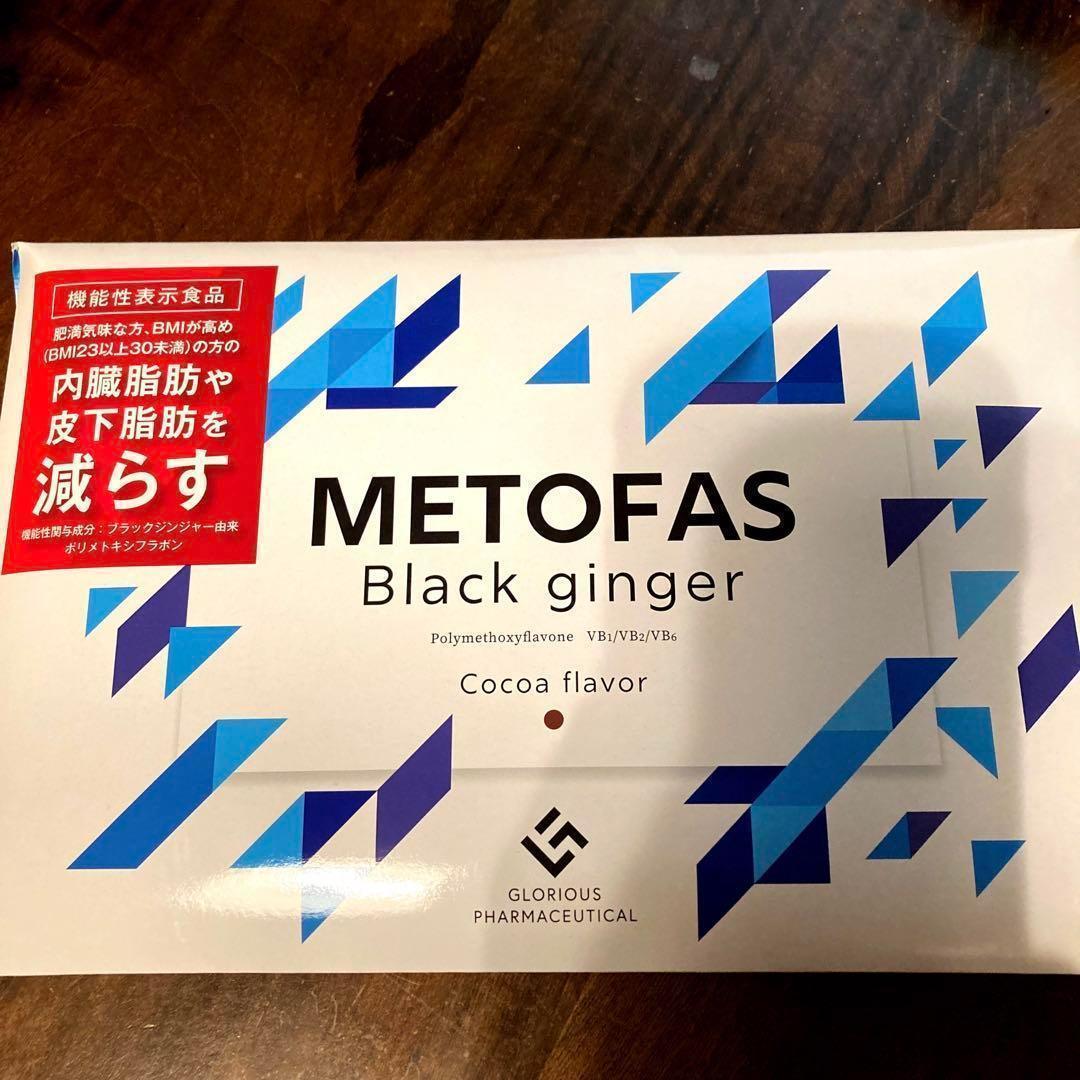 機能性表示食品
肥満気味な方、BMIが高め
(BMI23以上30未満)の方の
内臓脂肪や
皮下脂肪を
減らす
機能性関与成分：ブラックジンジャー由来
ポリメトキシフラボン
METOFAS
Black ginger
Polymethoxyflavone VB1/VB2/VB6
Cocoa flavor
GLORIOUS
PHARMACEUTICAL